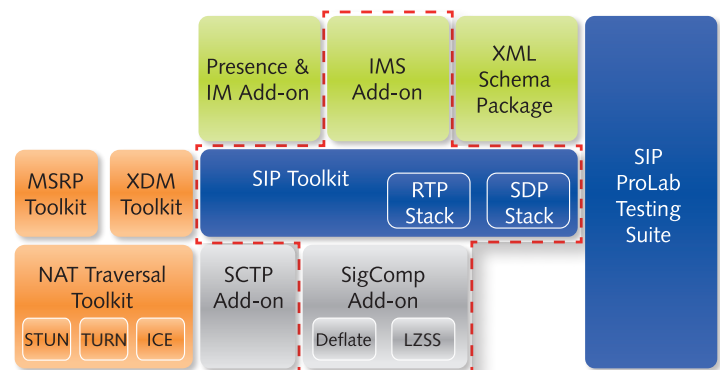 Presence &
IM Add-on
IMS
Add-on
XML
Schema
Package
SIP
ProLab
Testing
Suite
MSRP
Toolkit
XDM
Toolkit
SIP Toolkit
RTP
Stack
SDP
Stack
NAT Traversal
Toolkit
STUN
TURN
ICE
SCTP
Add-on
SigComp
Add-on
Deflate
LZSS